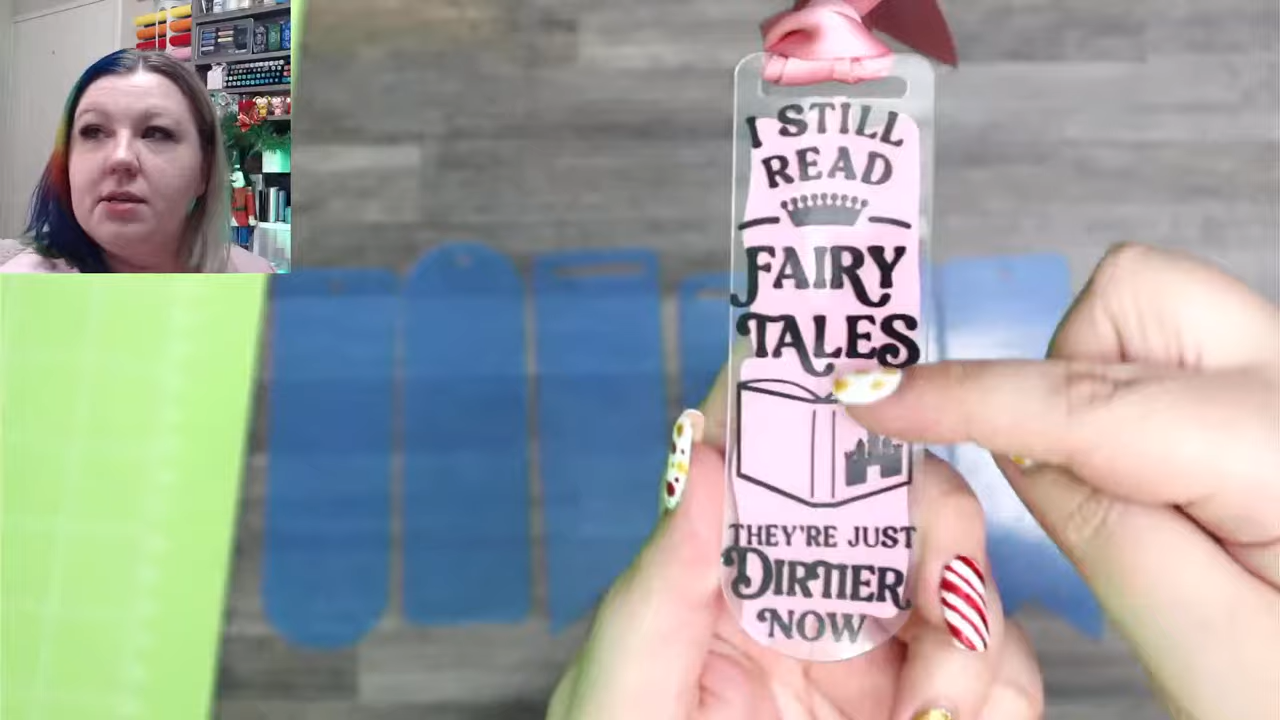 I STILL
READ
FAIRY
TALES
THEY'RE JUST
DIRTIER
NOW